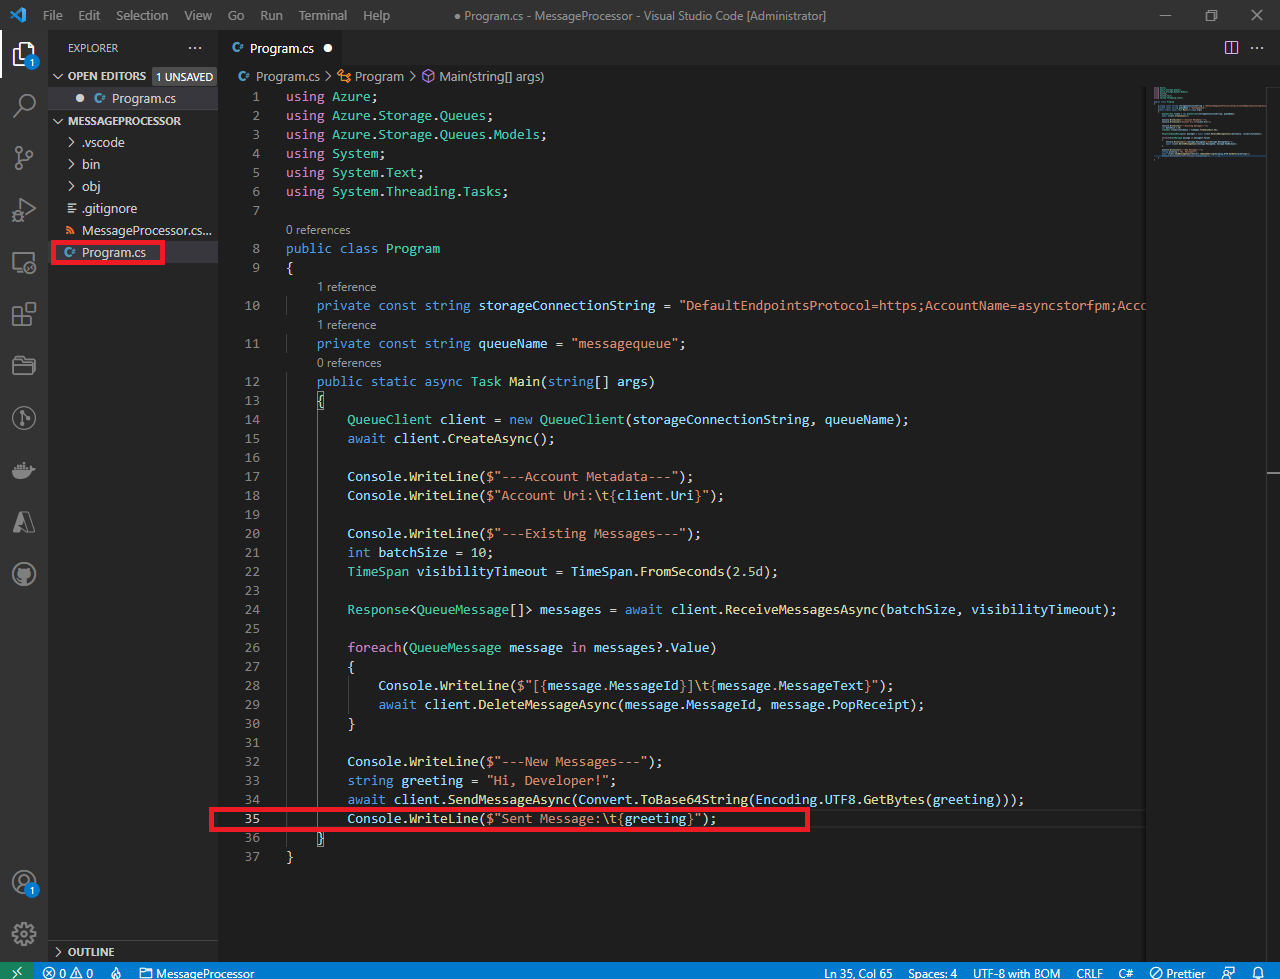 File Edit Selection View Go Run Terminal Help ● Program.cs - MessageProcessor - Visual Studio Code [Administrator]
EXPLORER
Program.cs
OPEN EDITORS 1 UNSAVED
Program.cs
MESSAGEPROCESSOR
.vscode
bin
obj
.gitignore
MessageProcessor.cs...
Program.cs
OUTLINE
1
1
Program.cs > Program > Main(string[] args)
1 using Azure;
2 using Azure.Storage.Queues;
3 using Azure.Storage.Queues.Models;
4 using System;
5 using System.Text;
6 using System.Threading.Tasks;
7
0 references
8 public class Program
9 {
1 reference
10 private const string storageConnectionString = "DefaultEndpointsProtocol=https;AccountName=asyncstorfpm;Acco
1 reference
11 private const string queueName = "messagequeue";
0 references
12 public static async Task Main(string[] args)
13 {
14 QueueClient client = new QueueClient(storageConnectionString, queueName);
15 await client.CreateAsync();
16
17 Console.WriteLine($"---Account Metadata---");
18 Console.WriteLine($"Account Uri:\t{client.Uri}");
19
20 Console.WriteLine($"---Existing Messages---");
21 int batchSize = 10;
22 TimeSpan visibilityTimeout = TimeSpan.FromSeconds(2.5d);
23
24 Response<QueueMessage[]> messages = await client.ReceiveMessagesAsync(batchSize, visibilityTimeout);
25
26 foreach(QueueMessage message in messages?.Value)
27 {
28 Console.WriteLine($"[{message.MessageId}]\t{message.MessageText}");
29 await client.DeleteMessageAsync(message.MessageId, message.PopReceipt);
30 }
31
32 Console.WriteLine($"---New Messages---");
33 string greeting = "Hi, Developer!";
34 await client.SendMessageAsync(Convert.ToBase64String(Encoding.UTF8.GetBytes(greeting)));
35 Console.WriteLine($"Sent Message:\t{greeting}");
36 }
37 }
0 0 MessageProcessor Ln 35, Col 65 Spaces: 4 UTF-8 with BOM CRLF C# Prettier